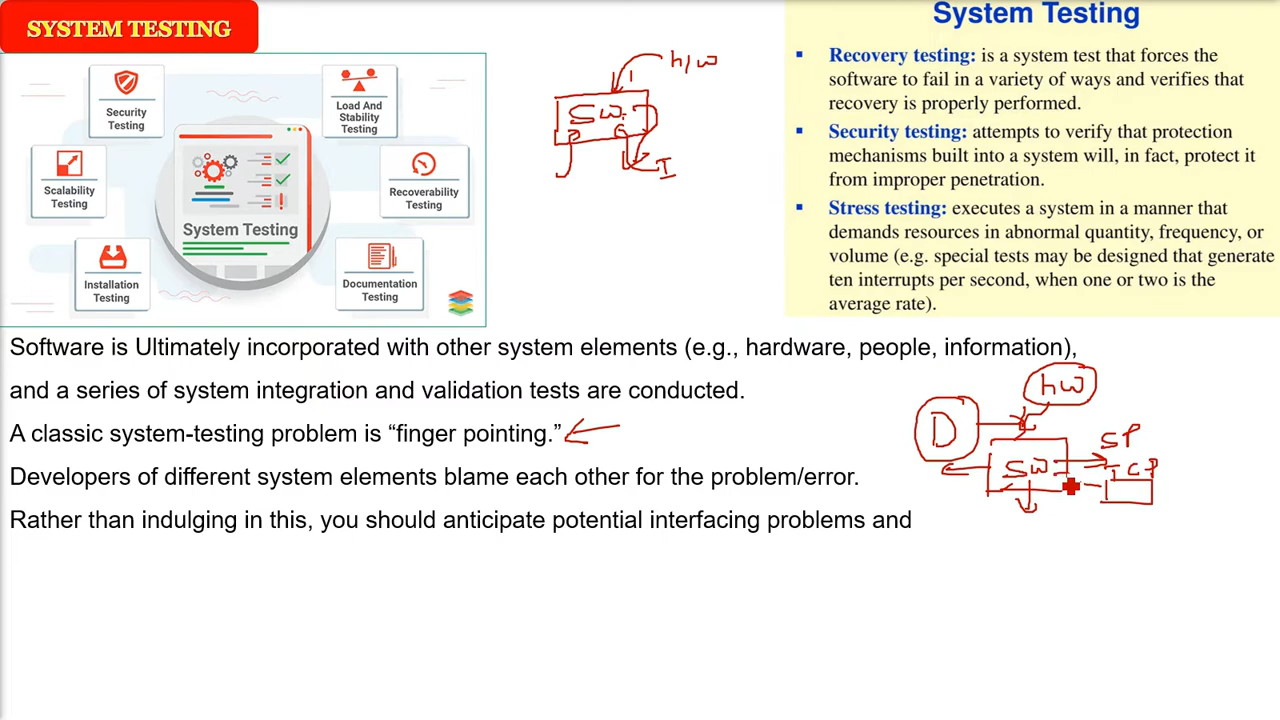 SYSTEM TESTING
Security
Testing
Load And
Stability
Testing
Scalability
Testing
Recoverability
Testing
System Testing
Installation
Testing
Documentation
Testing
h/w
SW
I
System Testing
▪ Recovery testing: is a system test that forces the
software to fail in a variety of ways and verifies that
recovery is properly performed.
▪ Security testing: attempts to verify that protection
mechanisms built into a system will, in fact, protect it
from improper penetration.
▪ Stress testing: executes a system in a manner that
demands resources in abnormal quantity, frequency, or
volume (e.g. special tests may be designed that generate
ten interrupts per second, when one or two is the
average rate).
Software is Ultimately incorporated with other system elements (e.g., hardware, people, information),
and a series of system integration and validation tests are conducted.
A classic system-testing problem is “finger pointing.”
Developers of different system elements blame each other for the problem/error.
Rather than indulging in this, you should anticipate potential interfacing problems and
hw
D
SW
SP